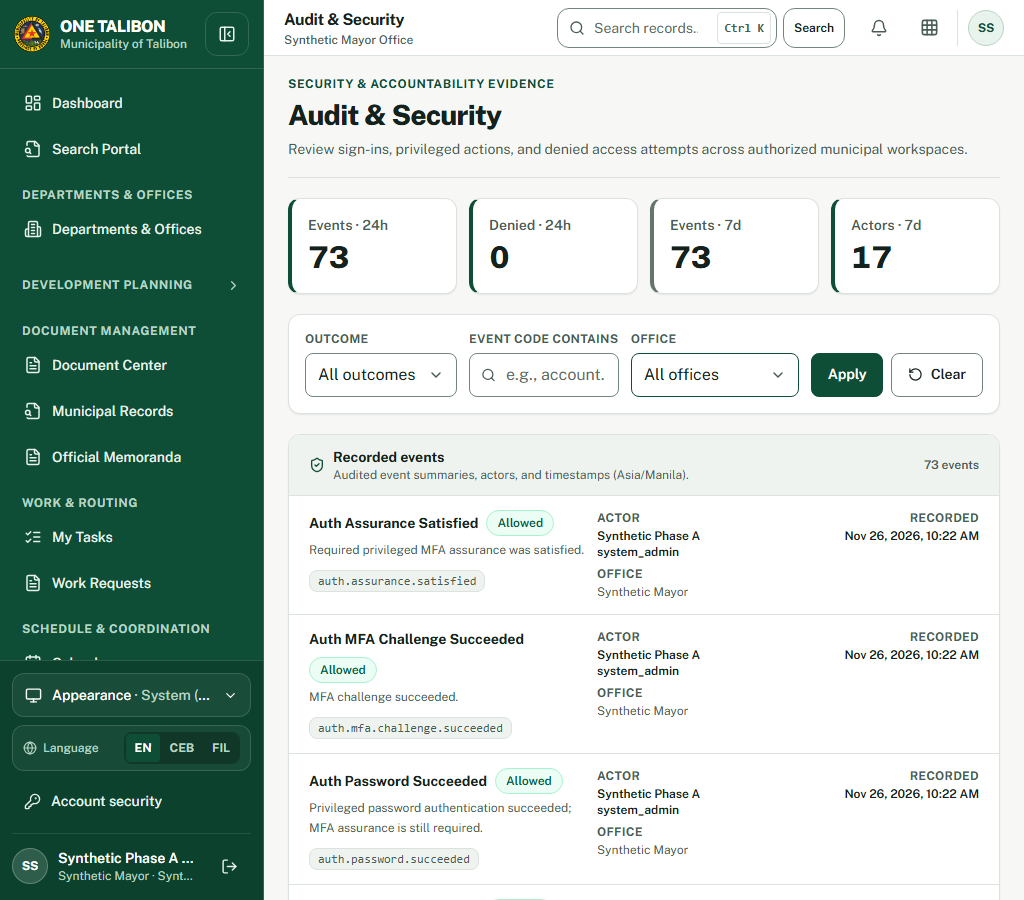 ONE TALIBON
Municipality of Talibon
Dashboard
Search Portal
DEPARTMENTS & OFFICES
Departments & Offices
DEVELOPMENT PLANNING
DOCUMENT MANAGEMENT
Document Center
Municipal Records
Official Memoranda
WORK & ROUTING
My Tasks
Work Requests
SCHEDULE & COORDINATION
Appearance · System (...
Language
EN CEB FIL
Account security
SS
Synthetic Phase A ...
Synthetic Mayor · Synt...
Audit & Security
Synthetic Mayor Office
Search records..
Ctrl K
Search
SS
SECURITY & ACCOUNTABILITY EVIDENCE
Audit & Security
Review sign-ins, privileged actions, and denied access attempts across authorized municipal workspaces.
Events · 24h
73
Denied · 24h
0
Events · 7d
73
Actors · 7d
17
OUTCOME
All outcomes
EVENT CODE CONTAINS
e.g., account.
OFFICE
All offices
Apply
Clear
Recorded events
Audited event summaries, actors, and timestamps (Asia/Manila).
73 events
Auth Assurance Satisfied Allowed
Required privileged MFA assurance was satisfied.
auth.assurance.satisfied
ACTOR
Synthetic Phase A
system_admin
OFFICE
Synthetic Mayor
RECORDED
Nov 26, 2026, 10:22 AM
Auth MFA Challenge Succeeded
Allowed
MFA challenge succeeded.
auth.mfa.challenge.succeeded
ACTOR
Synthetic Phase A
system_admin
OFFICE
Synthetic Mayor
RECORDED
Nov 26, 2026, 10:22 AM
Auth Password Succeeded Allowed
Privileged password authentication succeeded;
MFA assurance is still required.
auth.password.succeeded
ACTOR
Synthetic Phase A
system_admin
OFFICE
Synthetic Mayor
RECORDED
Nov 26, 2026, 10:22 AM